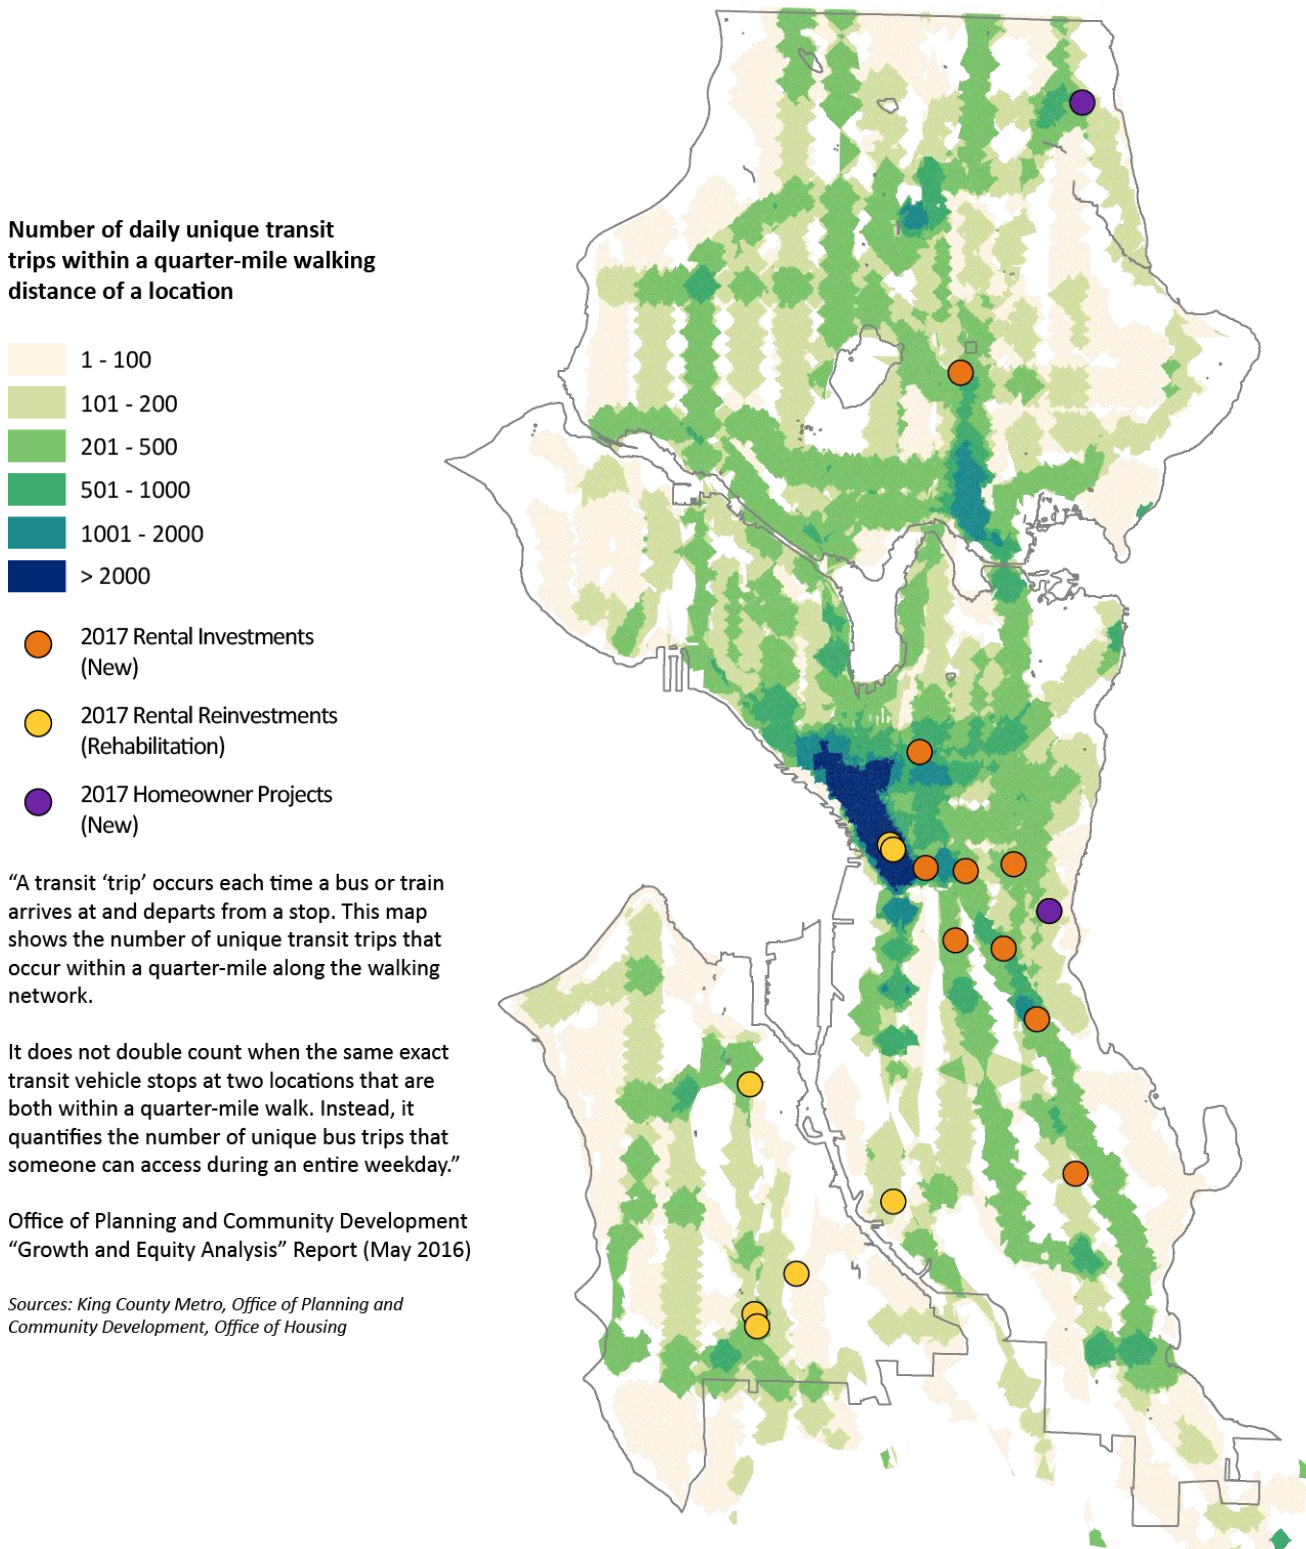 Number of daily unique transit
trips within a quarter-mile walking
distance of a location
1 - 100
101 - 200
201 - 500
501 - 1000
1001 - 2000
> 2000
2017 Rental Investments
(New)
2017 Rental Reinvestments
(Rehabilitation)
2017 Homeowner Projects
(New)
“A transit ‘trip’ occurs each time a bus or train
arrives at and departs from a stop. This map
shows the number of unique transit trips that
occur within a quarter-mile along the walking
network.
It does not double count when the same exact
transit vehicle stops at two locations that are
both within a quarter-mile walk. Instead, it
quantifies the number of unique bus trips that
someone can access during an entire weekday.”
Office of Planning and Community Development
“Growth and Equity Analysis” Report (May 2016)
Sources: King County Metro, Office of Planning and
Community Development, Office of Housing